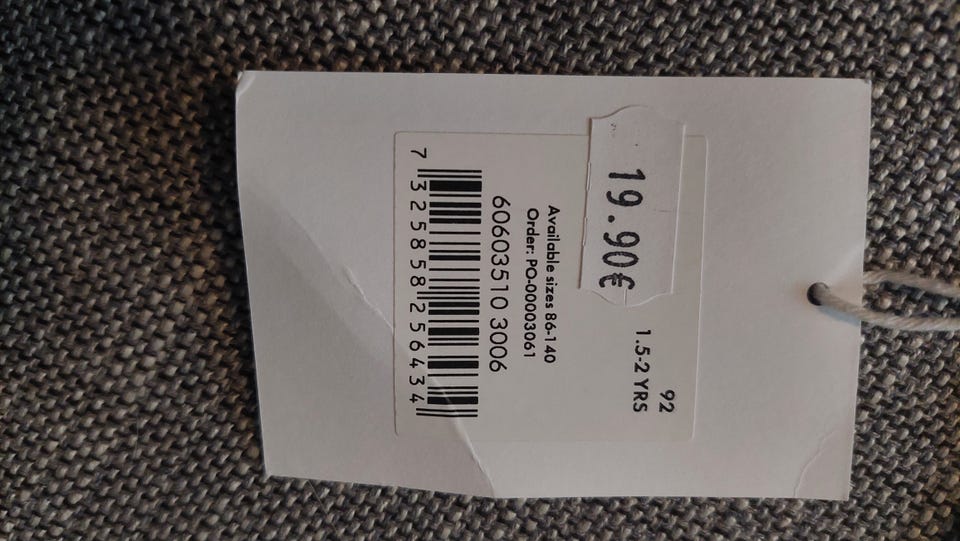 92
1.5-2 YRS
19.90€
Available sizes 86-140
Order: PO-00003061
60603510 3006
7 325858 256434